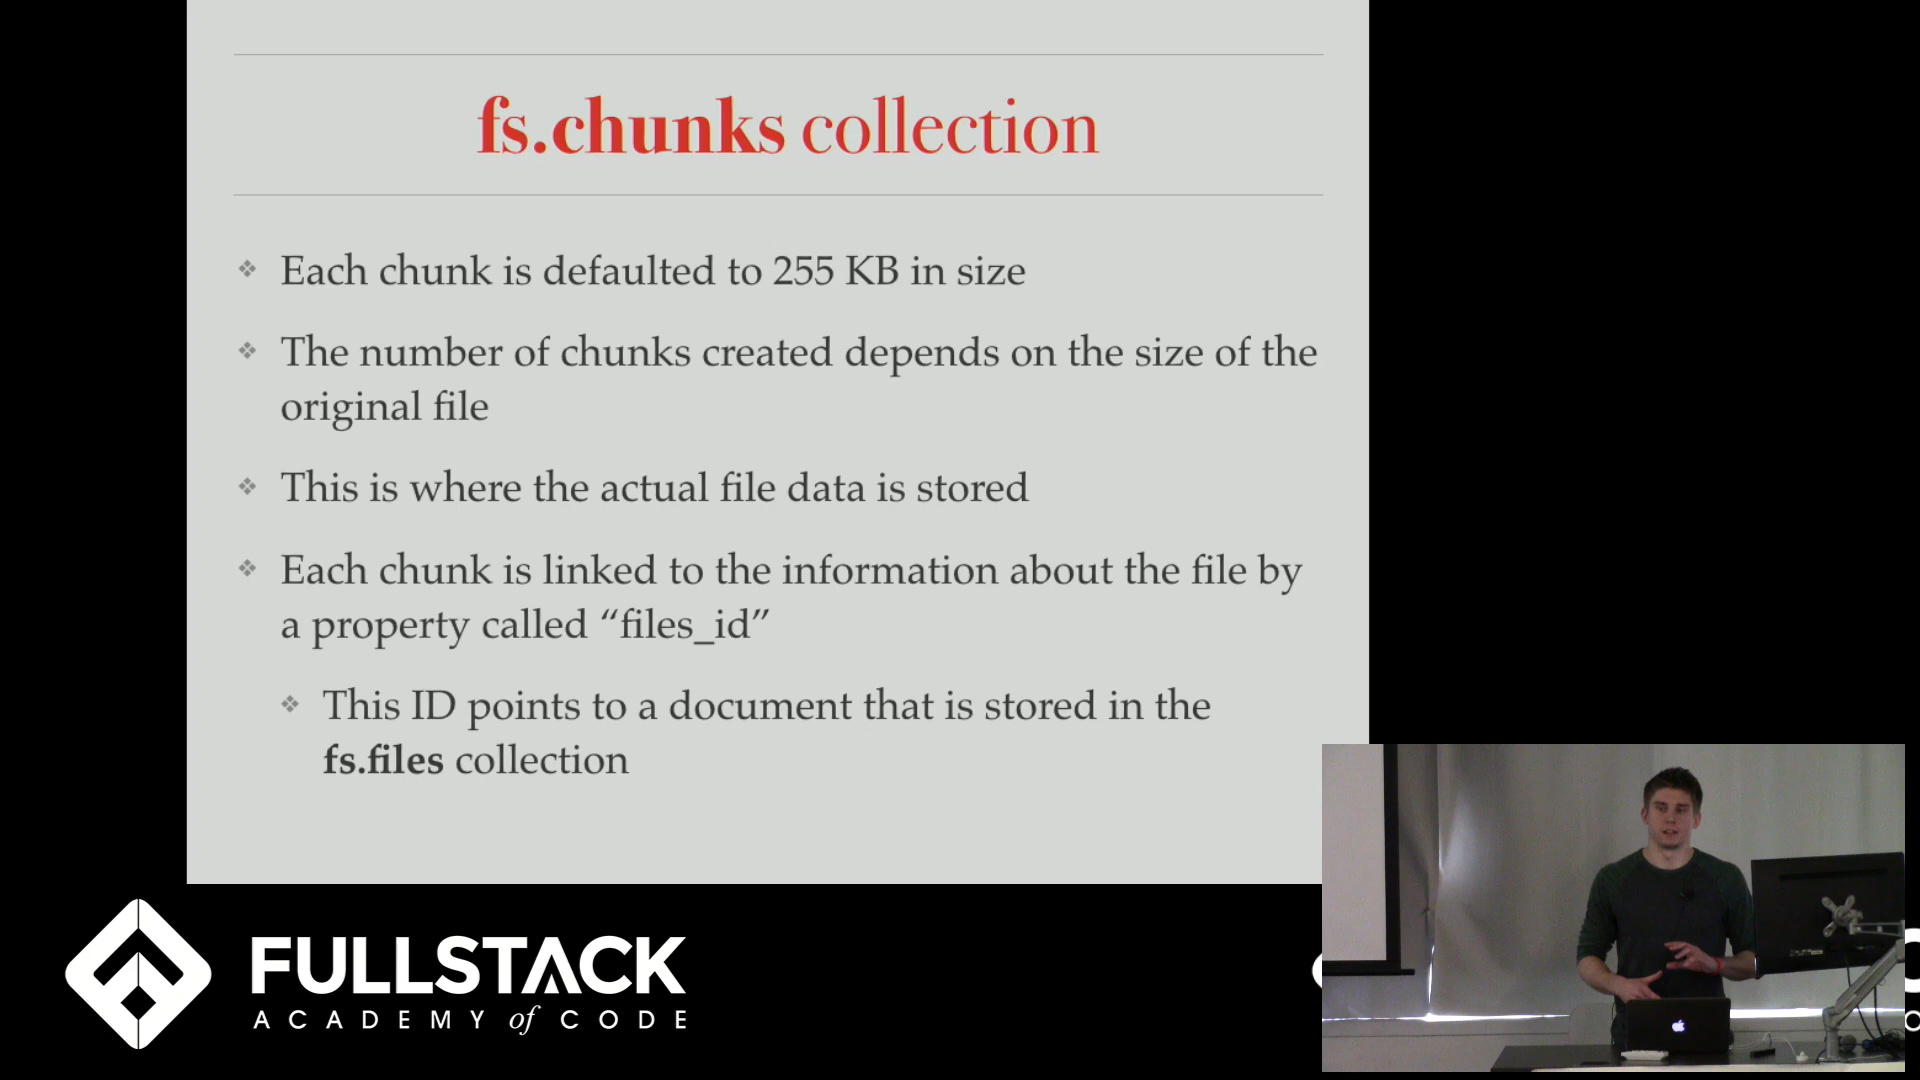 fs.chunks collection
Each chunk is defaulted to 255 KB in size
The number of chunks created depends on the size of the
original file
This is where the actual file data is stored
Each chunk is linked to the information about the file by
a property called “files_id”
This ID points to a document that is stored in the
fs.files collection
FULLSTACK
ACADEMY of CODE